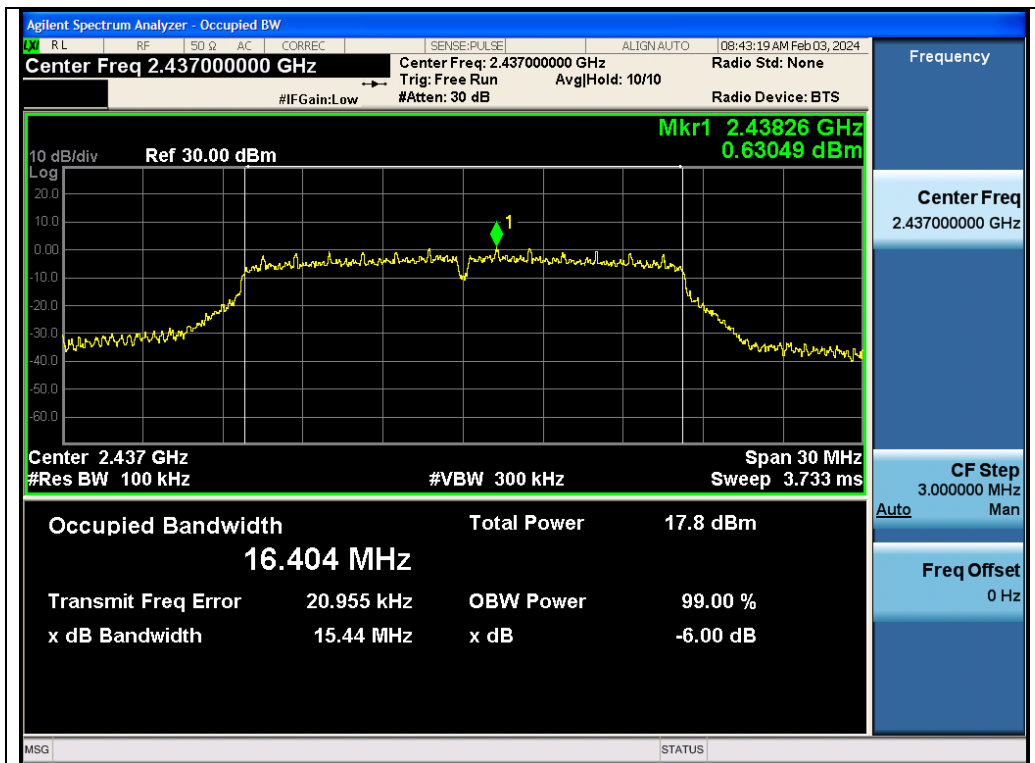 Agilent Spectrum Analyzer - Occupied BW
LXI RL RF 50 Ω AC CORREC SENSE:PULSE ALIGN AUTO 08:43:19 AM Feb 03, 2024
Center Freq 2.437000000 GHz
Center Freq: 2.437000000 GHz
Radio Std: None
Trig: Free Run Avg|Hold: 10/10
#IFGain:Low #Atten: 30 dB
Radio Device: BTS
Frequency
Mkr1 2.43826 GHz
0.63049 dBm
10 dB/div Ref 30.00 dBm
Log
20.0
10.0
0.00
-10.0
-20.0
-30.0
-40.0
-50.0
-60.0
1
Center 2.437 GHz Span 30 MHz
#Res BW 100 kHz #VBW 300 kHz Sweep 3.733 ms
Occupied Bandwidth Total Power 17.8 dBm
16.404 MHz
Transmit Freq Error 20.955 kHz OBW Power 99.00 %
x dB Bandwidth 15.44 MHz x dB -6.00 dB
Center Freq
2.437000000 GHz
CF Step
3.000000 MHz
Auto Man
Freq Offset
0 Hz
MSG STATUS